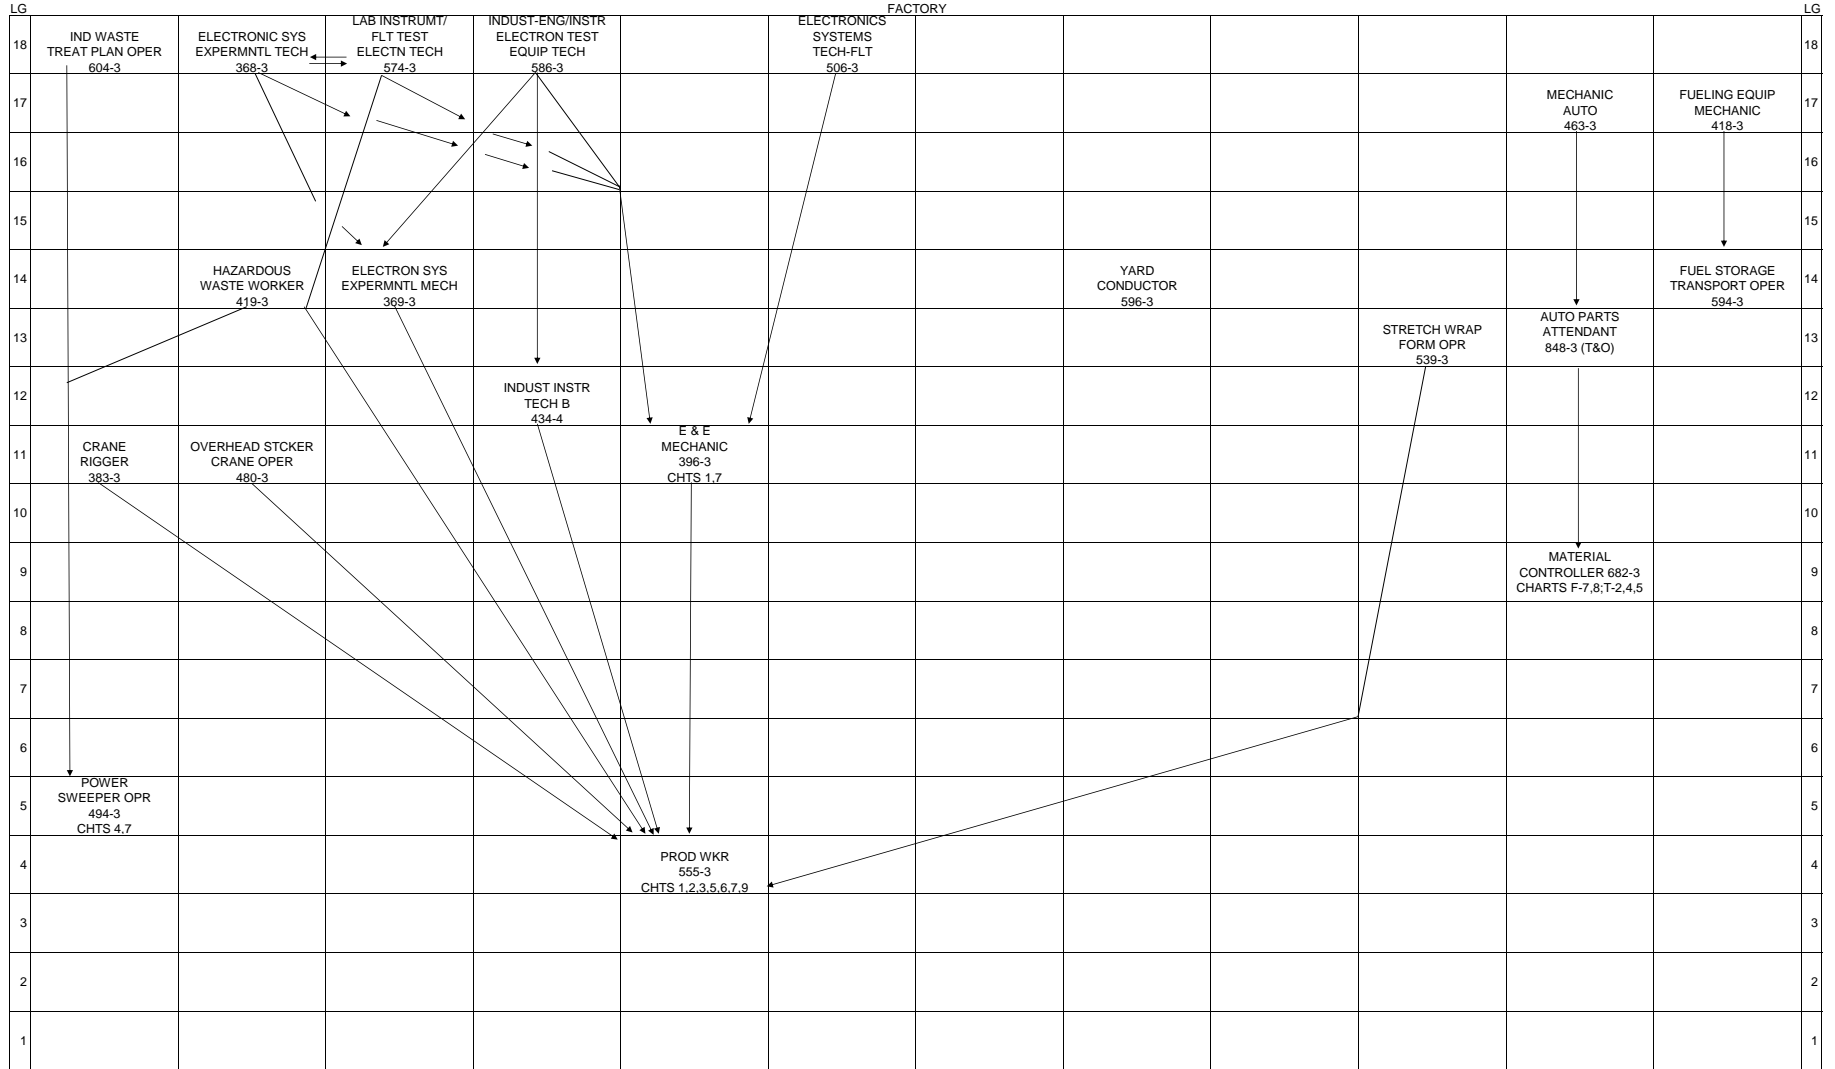 LG FACTORY LG
18
IND WASTE
TREAT PLAN OPER
604-3
ELECTRONIC SYS
EXPERMNTL TECH
368-3
LAB INSTRUMT/
FLT TEST
ELECTN TECH
574-3
INDUST-ENG/INSTR
ELECTRON TEST
EQUIP TECH
586-3
ELECTRONICS
SYSTEMS
TECH-FLT
506-3
18
17
MECHANIC
AUTO
463-3
FUELING EQUIP
MECHANIC
418-3
17
16
16
15
15
14
HAZARDOUS
WASTE WORKER
419-3
ELECTRON SYS
EXPERMNTL MECH
369-3
YARD
CONDUCTOR
596-3
FUEL STORAGE
TRANSPORT OPER
594-3
14
13
STRETCH WRAP
FORM OPR
539-3
AUTO PARTS
ATTENDANT
848-3 (T&O)
13
12
INDUST INSTR
TECH B
434-4
12
11
CRANE
RIGGER
383-3
OVERHEAD STCKER
CRANE OPER
480-3
E & E
MECHANIC
396-3
CHTS 1,7
11
10
10
9
MATERIAL
CONTROLLER 682-3
CHARTS F-7,8;T-2,4,5
9
8
8
7
7
6
6
5
POWER
SWEEPER OPR
494-3
CHTS 4,7
5
4
PROD WKR
555-3
CHTS 1,2,3,5,6,7,9
4
3
3
2
2
1
1